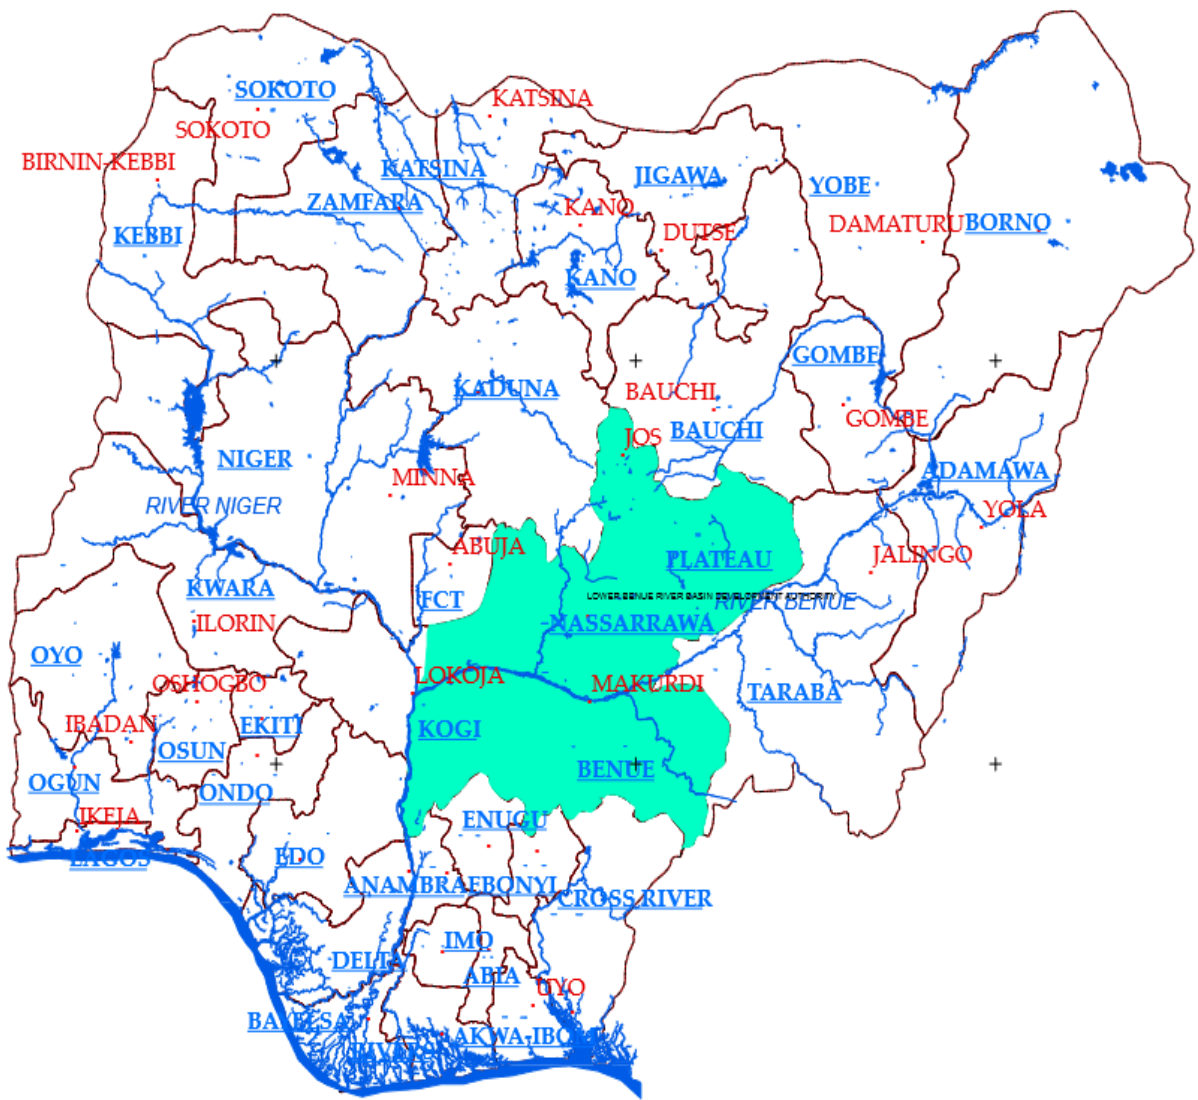 SOKOTO
KATSINA
SOKOTO
BIRNIN-KEBBI
KATSINA
JIGAWA
YOBE
ZAMFARA
KANO
DAMATURU
BORNO
KEBBI
DUTSE
KANO
GOMBE
KADUNA
BAUCHI
GOMBE
JOS
BAUCHI
NIGER
ADAMAWA
MINNA
RIVER NIGER
YOLA
ABUJA
JALINGO
PLATEAU
KWARA
FCT
LOWER BENUE RIVER BASIN DEVELOPMENT AUTHORITY
RIVER BENUE
ILORIN
NASSARRAWA
OYO
OSHOGBO
LOKOJA
MAKURDI
TARABA
IBADAN
EKITI
KOGI
OSUN
BENUE
OGUN
ONDO
IKEJA
ENUGU
LAGOS
EDO
ANAMBRA
EBONYI
CROSS RIVER
IMO
DELTA
ABIA
UYO
BAYELSA
AKWA-IBOM